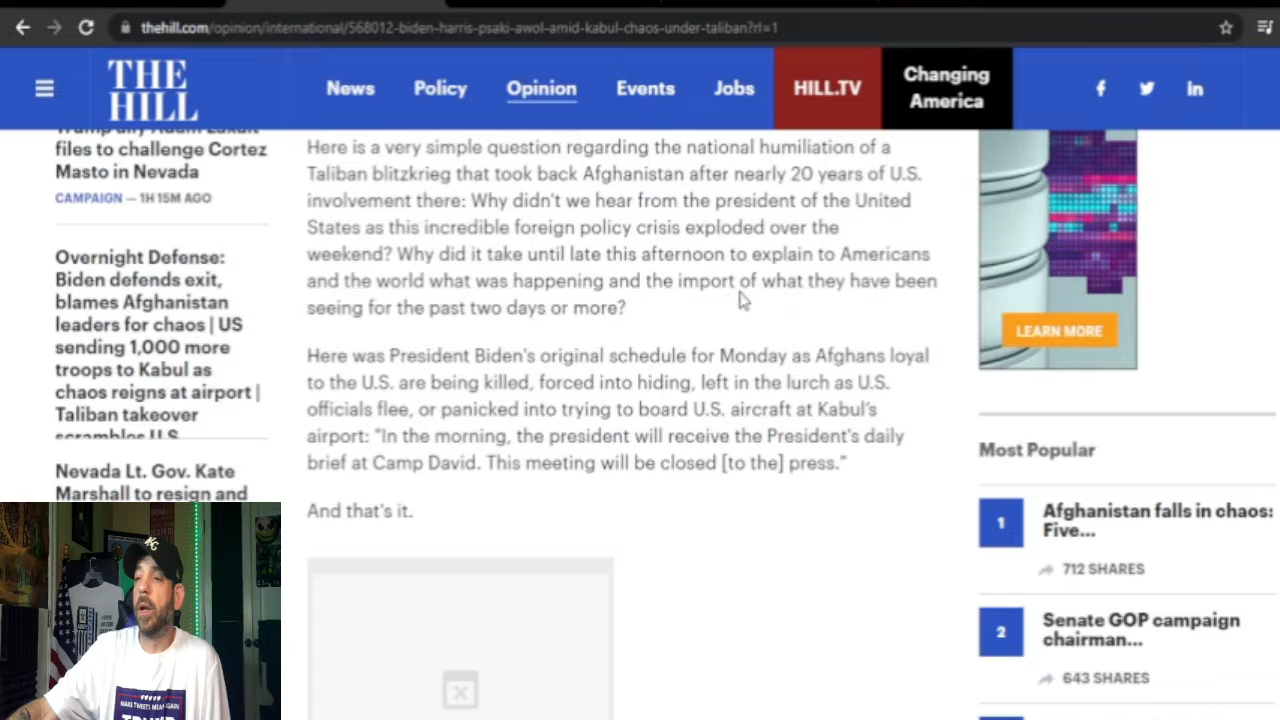 thehill.com/opinion/international/568012-biden-harris-psaki-awol-amid-kabul-chaos-under-taliban?rl=1
THE
HILL
News
Policy
Opinion
Events
Jobs
HILL.TV
Changing
America
Trump ally Adam Laxalt
files to challenge Cortez
Masto in Nevada
CAMPAIGN — 1H 15M AGO
Overnight Defense:
Biden defends exit,
blames Afghanistan
leaders for chaos | US
sending 1,000 more
troops to Kabul as
chaos reigns at airport |
Taliban takeover
scrambles U.S.
Nevada Lt. Gov. Kate
Marshall to resign and
Here is a very simple question regarding the national humiliation of a
Taliban blitzkrieg that took back Afghanistan after nearly 20 years of U.S.
involvement there: Why didn't we hear from the president of the United
States as this incredible foreign policy crisis exploded over the
weekend? Why did it take until late this afternoon to explain to Americans
and the world what was happening and the import of what they have been
seeing for the past two days or more?
Here was President Biden's original schedule for Monday as Afghans loyal
to the U.S. are being killed, forced into hiding, left in the lurch as U.S.
officials flee, or panicked into trying to board U.S. aircraft at Kabul's
airport: "In the morning, the president will receive the President's daily
brief at Camp David. This meeting will be closed [to the] press."
And that's it.
LEARN MORE
Most Popular
1
Afghanistan falls in chaos:
Five...
712 SHARES
2
Senate GOP campaign
chairman...
643 SHARES
KC
MAKE TWEETS MEAN AGAIN
TRUMP